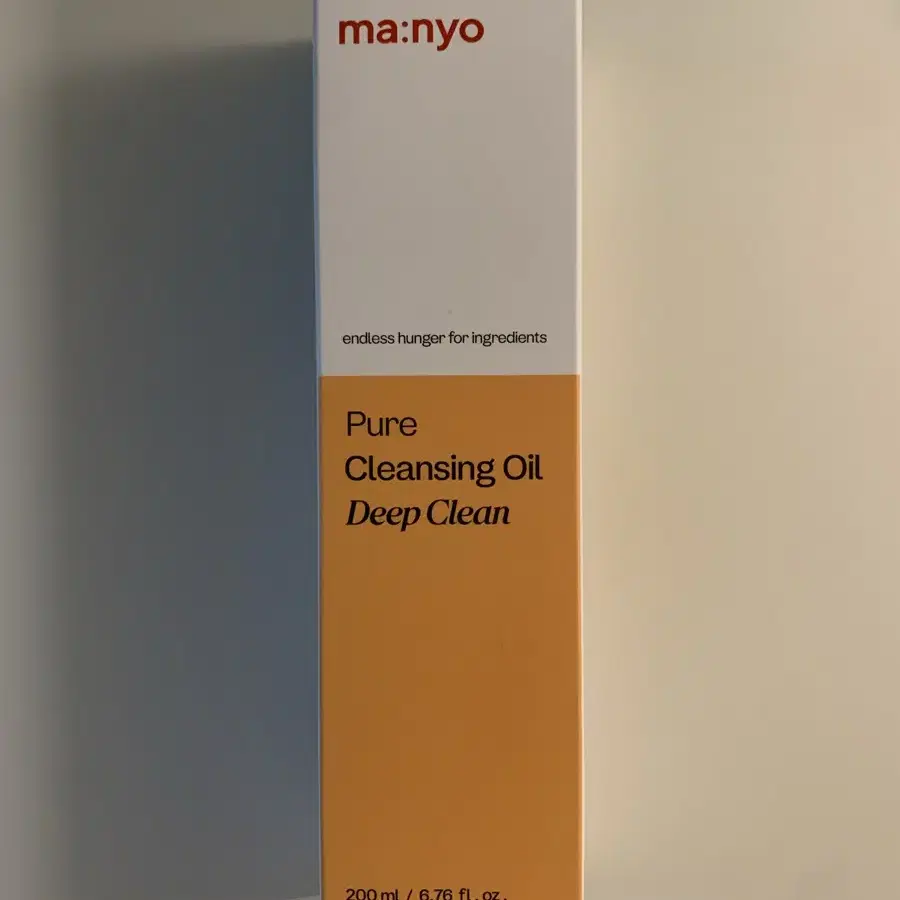 ma:nyo
endless hunger for ingredients
Pure
Cleansing Oil
Deep Clean
200 ml / 6.76 fl. oz.